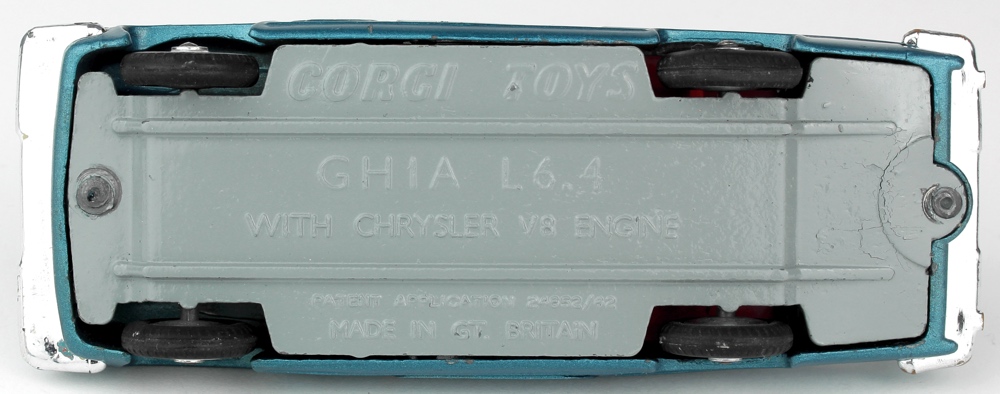 CORGI TOYS
GHIA L6.4
WITH CHRYSLER V8 ENGINE
PATENT APPLICATION
MADE IN GT. BRITAIN